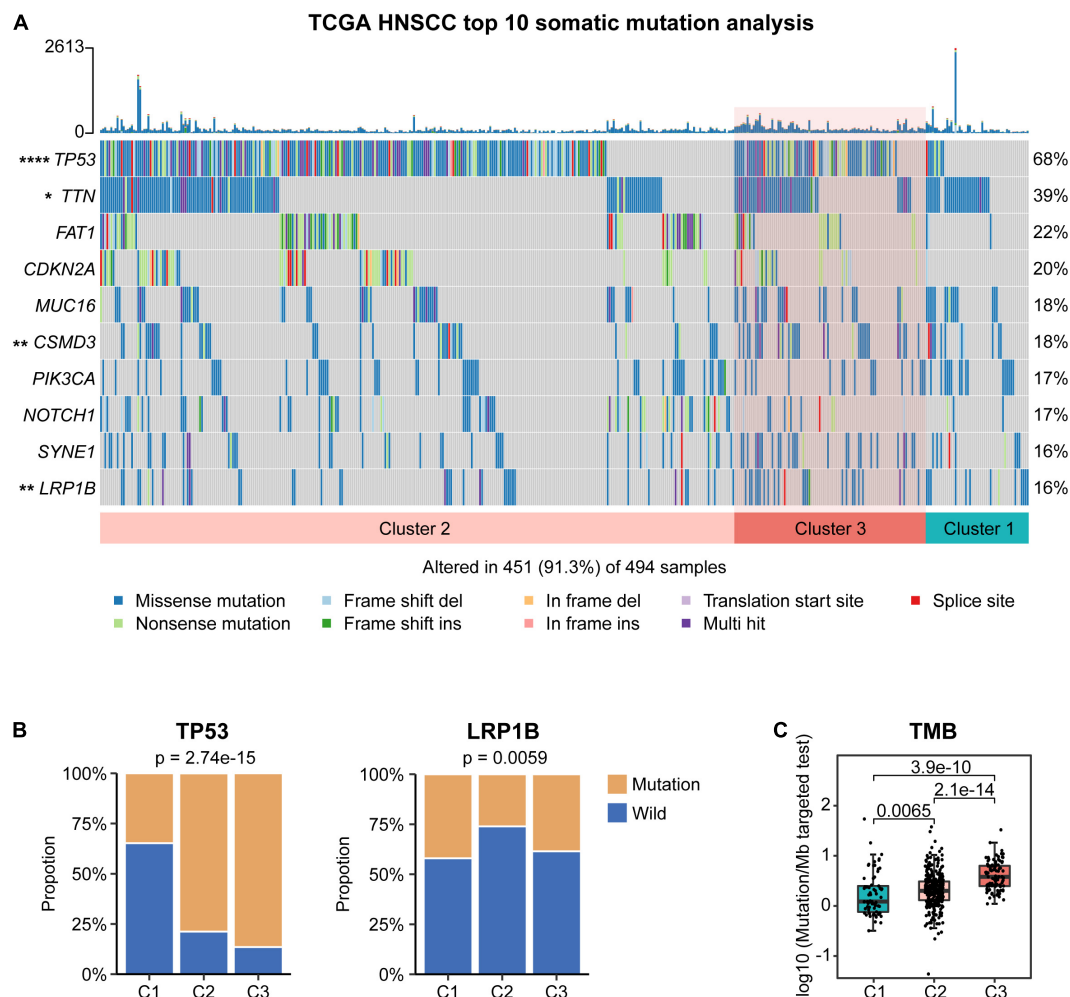 A
TCGA HNSCC top 10 somatic mutation analysis
2613
0
**** TP53 68%
* TTN 39%
FAT1 22%
CDKN2A 20%
MUC16 18%
** CSMD3 18%
PIK3CA 17%
NOTCH1 17%
SYNE1 16%
** LRP1B 16%
Cluster 2 Cluster 3 Cluster 1
Altered in 451 (91.3%) of 494 samples
Missense mutation Frame shift del In frame del Translation start site Splice site
Nonsense mutation Frame shift ins In frame ins Multi hit
B
TP53
p = 2.74e-15
Propotion
100%
75%
50%
25%
0%
C1 C2 C3
LRP1B
p = 0.0059
Propotion
100%
75%
50%
25%
0%
C1 C2 C3
Mutation
Wild
C
TMB
log10 (Mutation/Mb targeted test)
3.9e-10
2.1e-14
0.0065
2
1
0
-1
C1 C2 C3